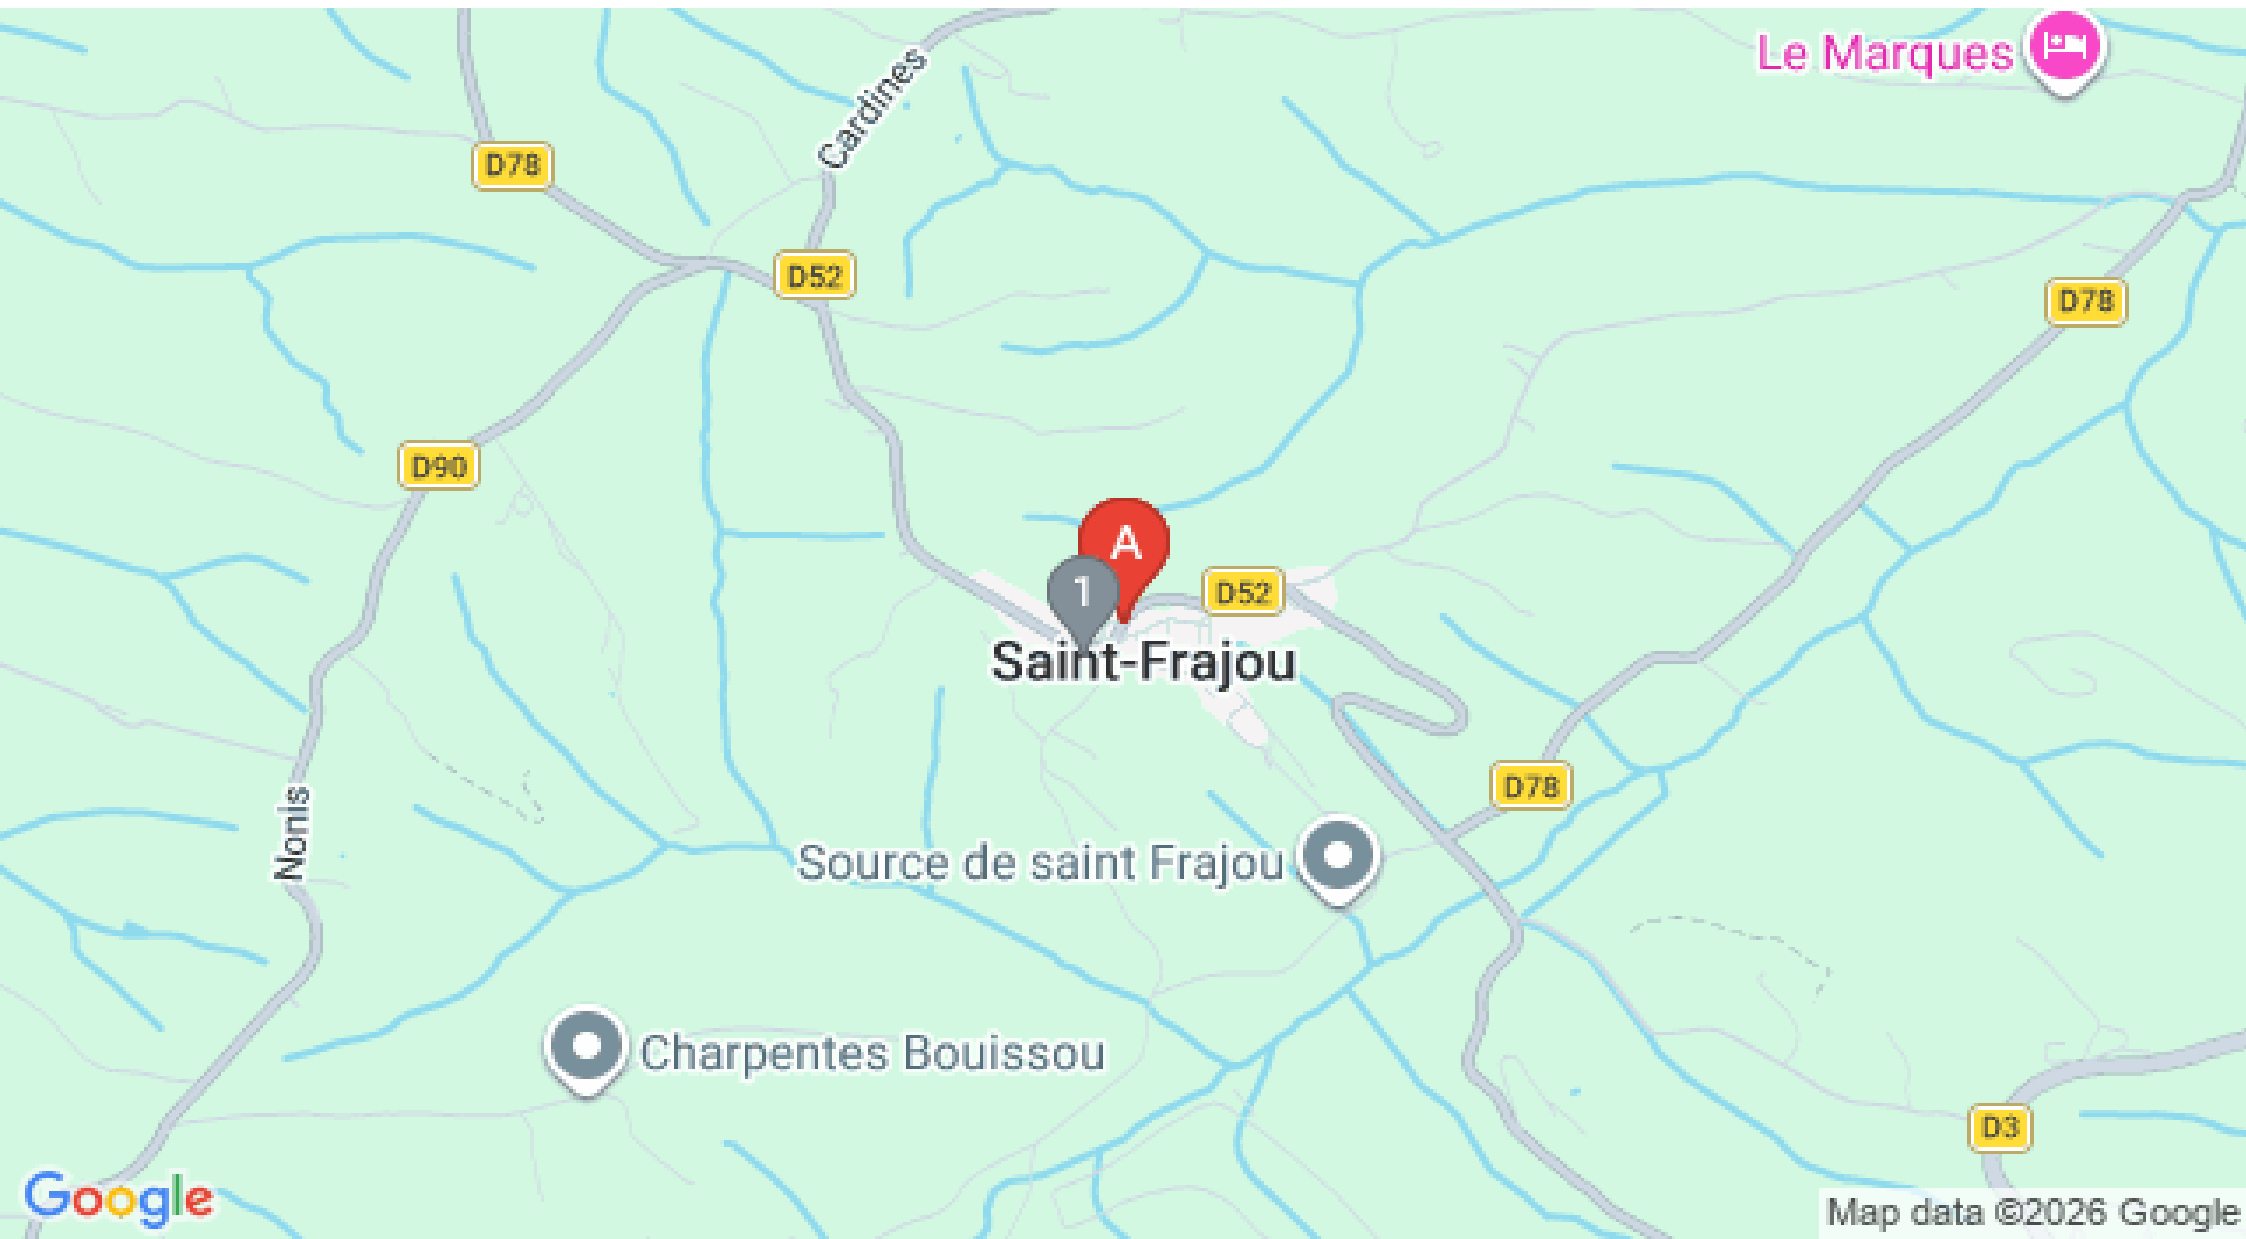 Le Marques
Cardines
D78
D52
D78
D90
A
1
D52
Saint-Frajou
D78
Nonis
Source de saint Frajou
Charpentes Bouissou
D3
Google
Map data ©2026 Google